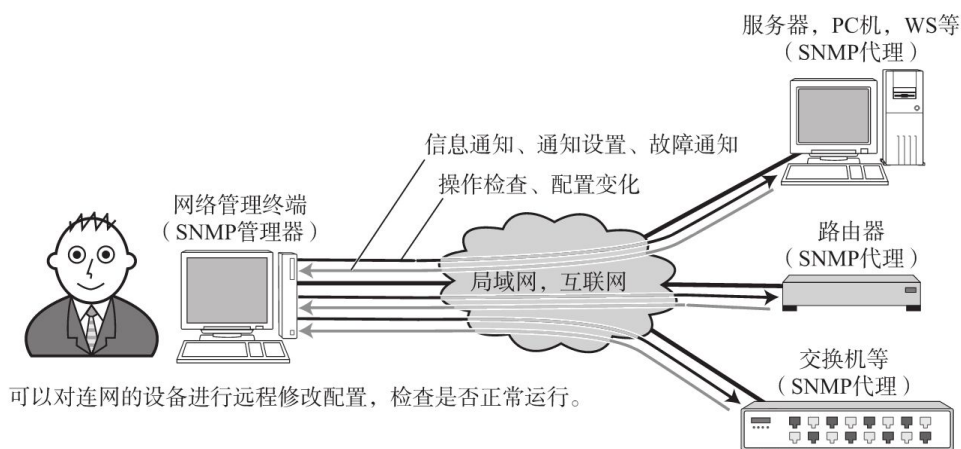 服务器，PC机，WS等
（SNMP代理）
信息通知、通知设置、故障通知
操作检查、配置变化
网络管理终端
（SNMP管理器）
路由器
（SNMP代理）
局域网，互联网
交换机等
（SNMP代理）
可以对连网的设备进行远程修改配置，检查是否正常运行。